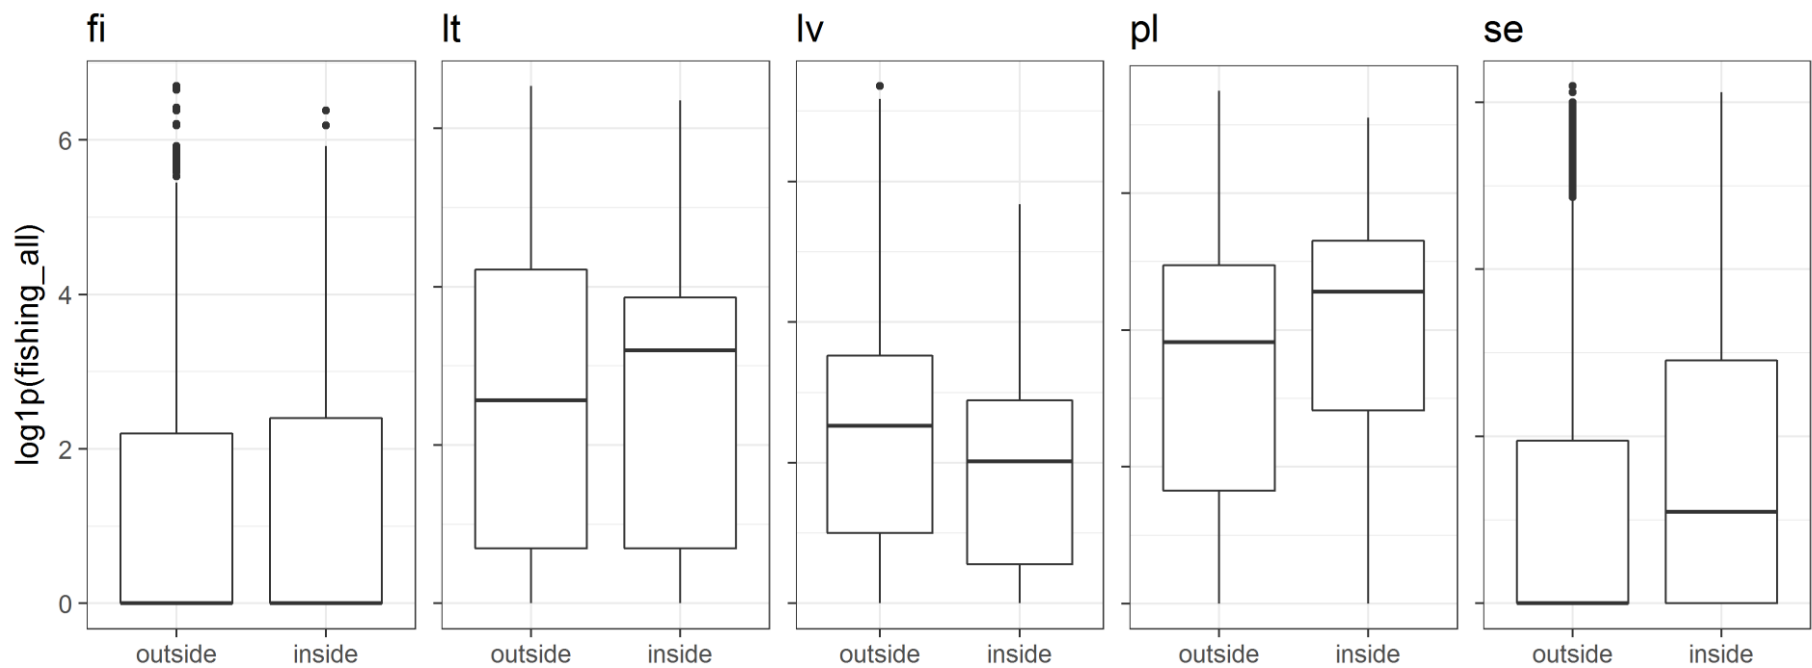 fi lt lv pl se
log1p(fishing_all)
6
4
2
0
outside inside outside inside outside inside outside inside outside inside